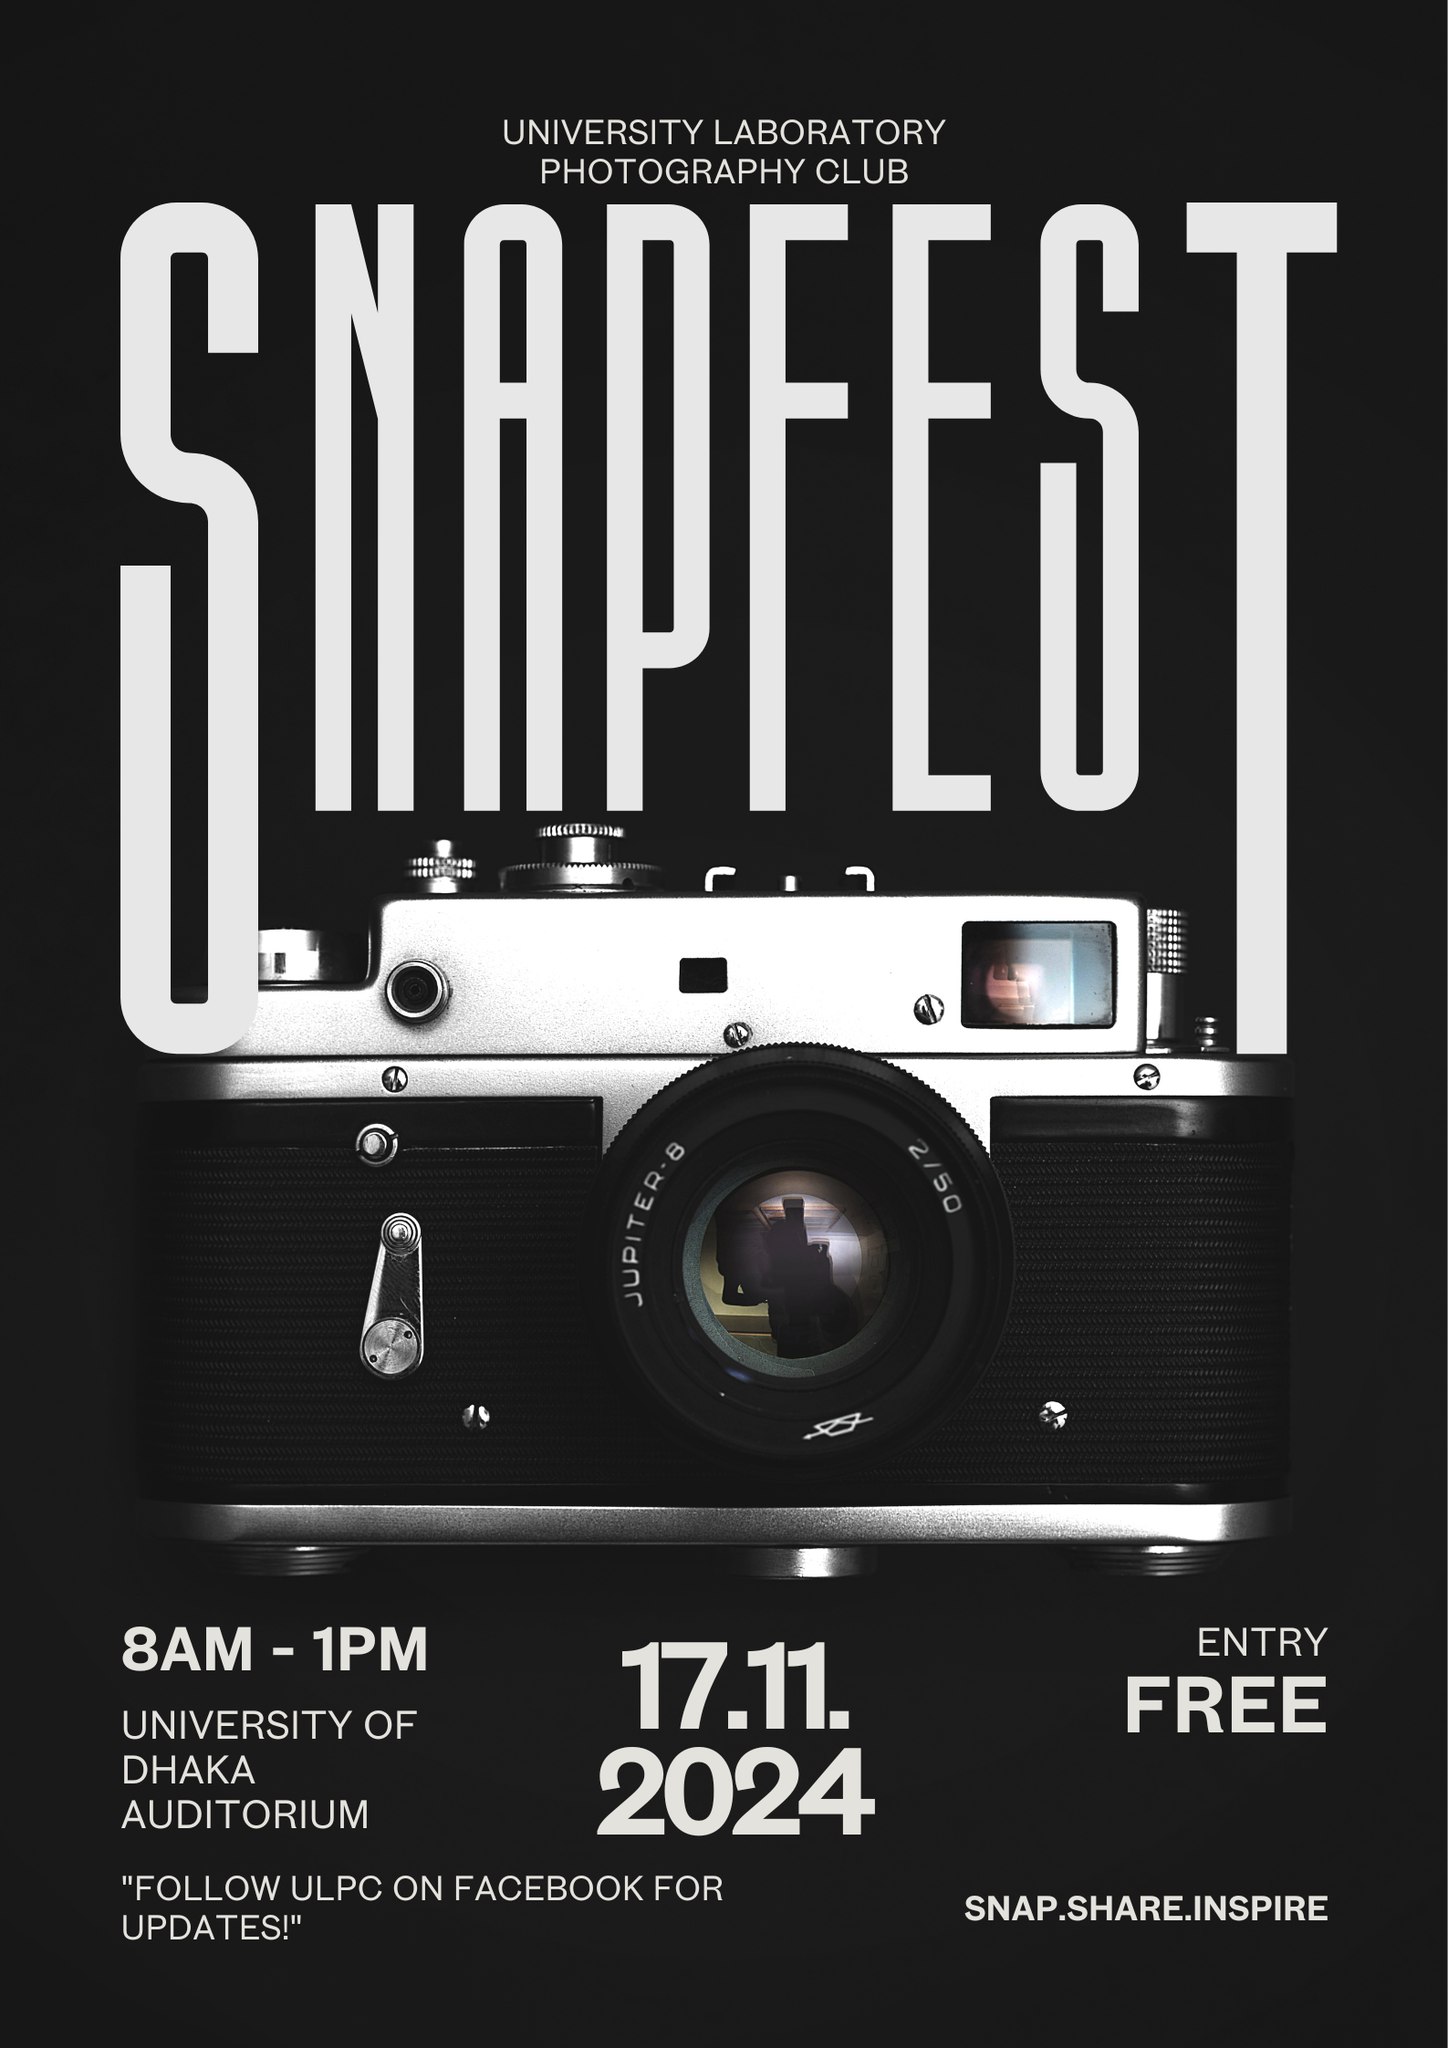 UNIVERSITY LABORATORY
PHOTOGRAPHY CLUB
SNAPFEST
JUPITER-8
2/50
8AM - 1PM
UNIVERSITY OF
DHAKA
AUDITORIUM
17.11.
2024
ENTRY
FREE
"FOLLOW ULPC ON FACEBOOK FOR
UPDATES!"
SNAP.SHARE.INSPIRE